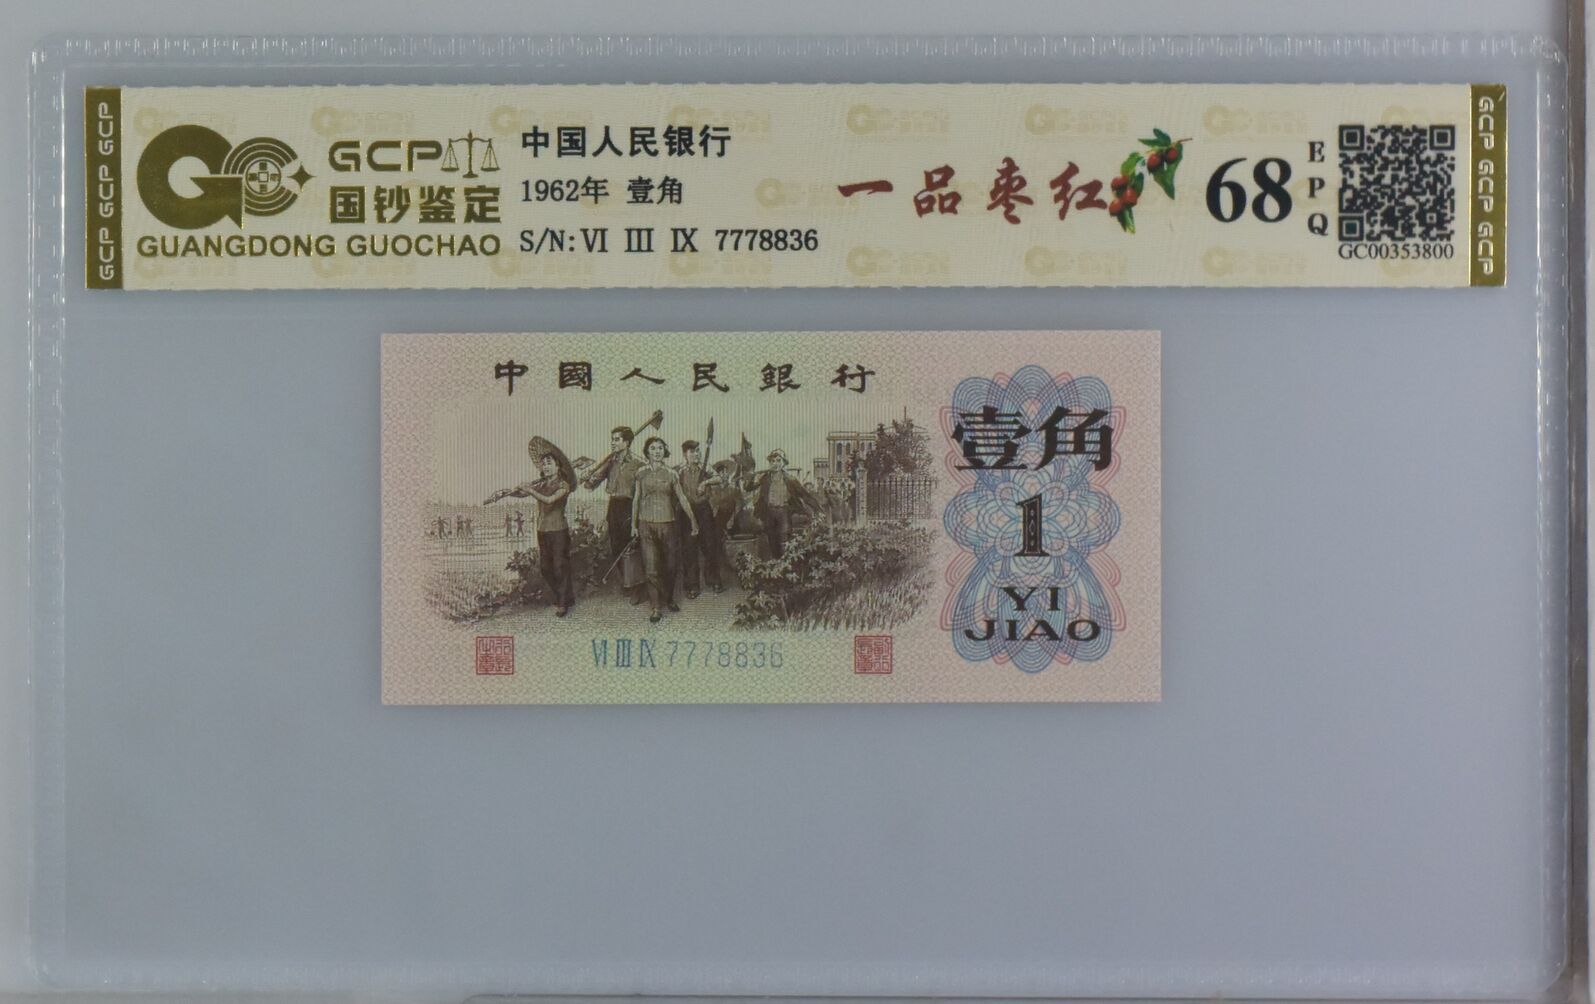 GCP GCP GCP
GCP
国钞鉴定
GUANGDONG GUOCHAO
中国人民银行
1962年 壹角
S/N: VI III IX 7778836
一品枣红
68
EPQ
GC00353800
GCP GCP GCP
中國人民銀行
壹角
1
YI
JIAO
VI III IX 7778836